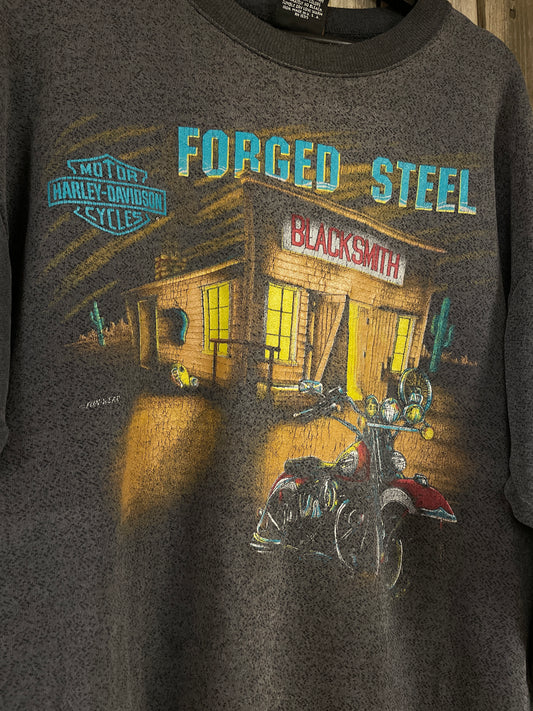 FORGED STEEL
MOTOR
HARLEY-DAVIDSON
CYCLES
BLACKSMITH